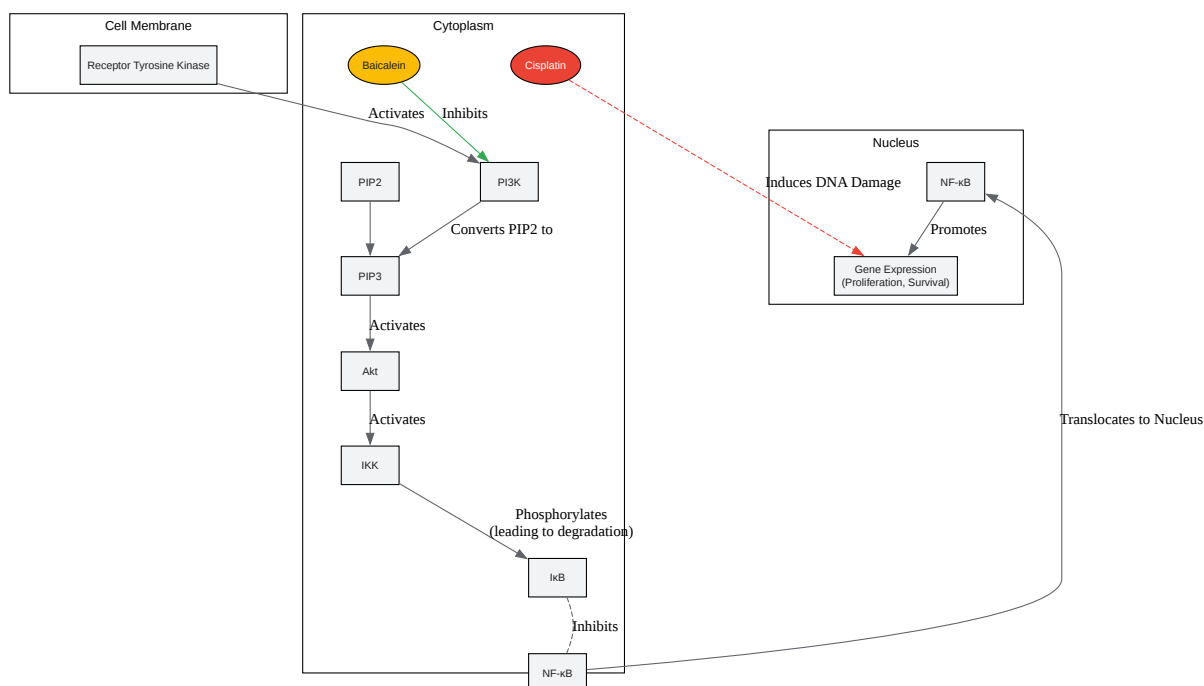 Cell Membrane
Receptor Tyrosine Kinase
Cytoplasm
Baicalein
Cisplatin
Activates
Inhibits
PIP2
PI3K
Converts PIP2 to
PIP3
Activates
Akt
Activates
IKK
Phosphorylates
(leading to degradation)
IκB
Inhibits
NF-κB
Induces DNA Damage
Nucleus
NF-κB
Promotes
Gene Expression
(Proliferation, Survival)
Translocates to Nucleus